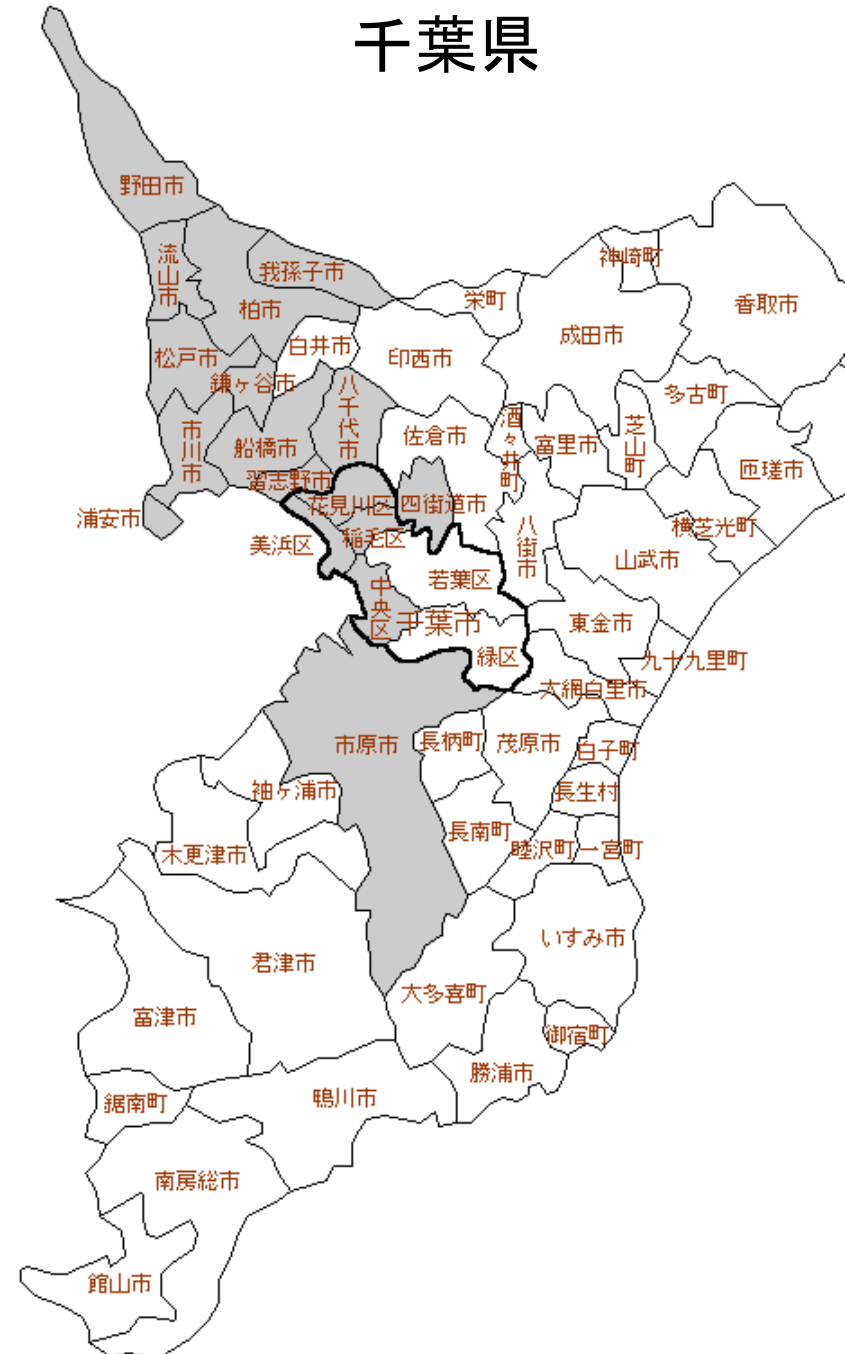 千葉県
野田市
流山市
我孫子市
柏市
松戸市
鎌ヶ谷市
白井市
印西市
栄町
神崎町
成田市
香取市
多古町
市川市
船橋市
八千代市
佐倉市
酒々井町
富里市
芝山町
匝瑳市
習志野市
浦安市
花見川区
四街道市
八街市
横芝光町
美浜区
稲毛区
若葉区
山武市
中央区
千葉市
緑区
東金市
九十九里町
大網白里市
市原市
長柄町
茂原市
白子町
袖ヶ浦市
長生村
木更津市
長南町
睦沢町
一宮町
君津市
いすみ市
富津市
大多喜町
御宿町
勝浦市
鋸南町
鴨川市
南房総市
館山市